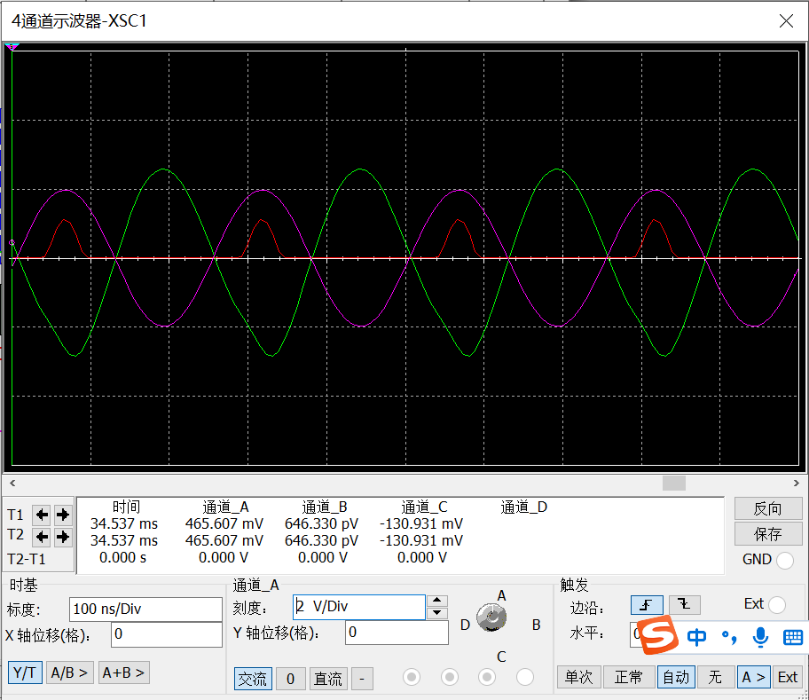 4通道示波器-XSC1
时间 通道_A 通道_B 通道_C 通道_D
T1 34.537 ms 465.607 mV 646.330 pV -130.931 mV
T2 34.537 ms 465.607 mV 646.330 pV -130.931 mV
T2-T1 0.000 s 0.000 V 0.000 V 0.000 V
反向
保存
GND
时基
标度: 100 ns/Div
X 轴位移(格): 0
Y/T A/B > A+B >
通道_A
刻度: 2 V/Div
Y 轴位移(格): 0
交流 0 直流 -
A
D B
C
触发
边沿: Ext
水平: 0
S 中 °,
单次 正常 自动 无 A > Ext